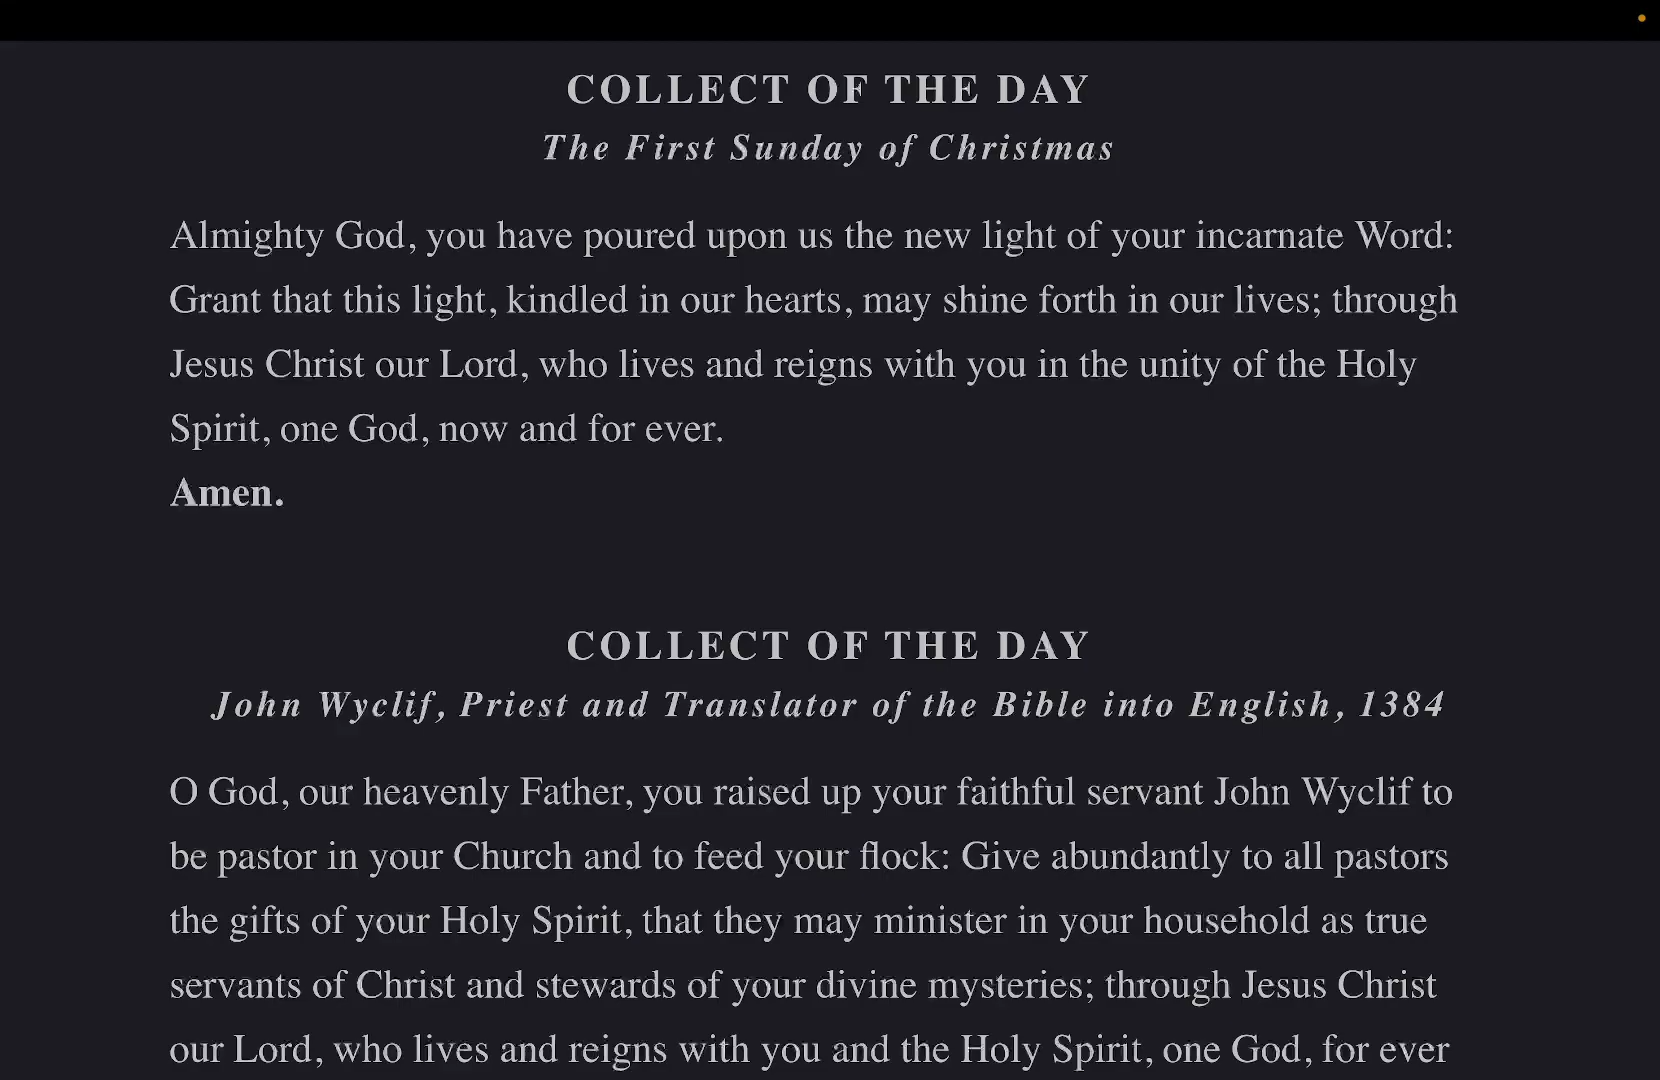 COLLECT OF THE DAY
The First Sunday of Christmas
Almighty God, you have poured upon us the new light of your incarnate Word:
Grant that this light, kindled in our hearts, may shine forth in our lives; through
Jesus Christ our Lord, who lives and reigns with you in the unity of the Holy
Spirit, one God, now and for ever.
Amen.
COLLECT OF THE DAY
John Wyclif, Priest and Translator of the Bible into English, 1384
O God, our heavenly Father, you raised up your faithful servant John Wyclif to
be pastor in your Church and to feed your flock: Give abundantly to all pastors
the gifts of your Holy Spirit, that they may minister in your household as true
servants of Christ and stewards of your divine mysteries; through Jesus Christ
our Lord, who lives and reigns with you and the Holy Spirit, one God, for ever